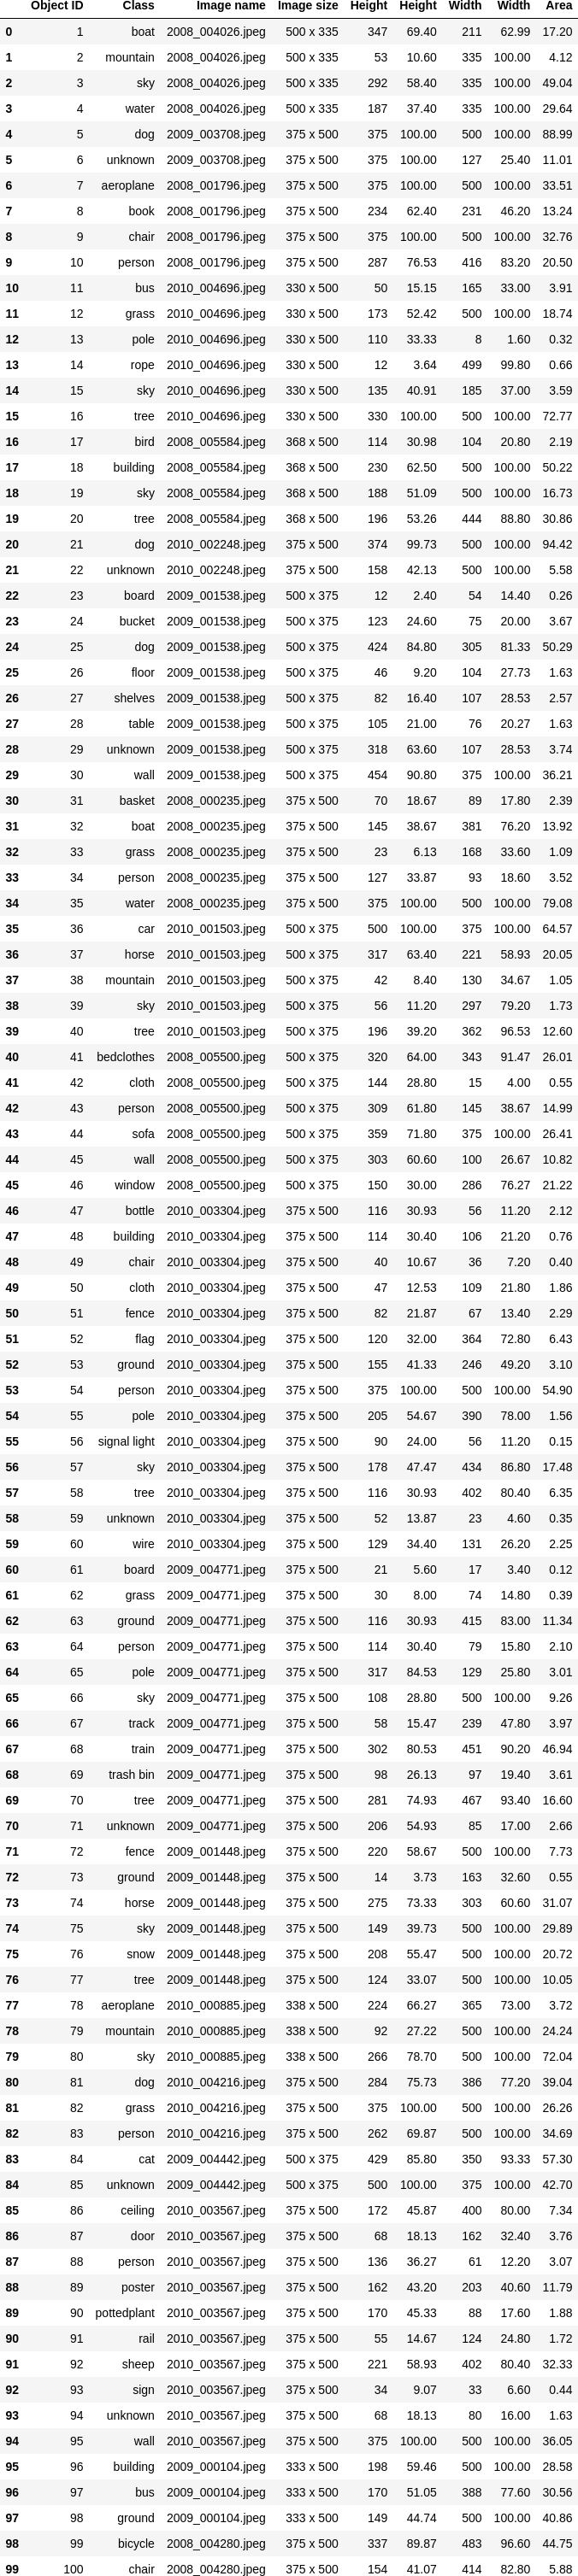 Object ID Class Image name Image size Height Height Width Width Area
0 1 boat 2008_004026.jpeg 500 x 335 347 69.40 211 62.99 17.20
1 2 mountain 2008_004026.jpeg 500 x 335 53 10.60 335 100.00 4.12
2 3 sky 2008_004026.jpeg 500 x 335 292 58.40 335 100.00 49.04
3 4 water 2008_004026.jpeg 500 x 335 187 37.40 335 100.00 29.64
4 5 dog 2009_003708.jpeg 375 x 500 375 100.00 500 100.00 88.99
5 6 unknown 2009_003708.jpeg 375 x 500 375 100.00 127 25.40 11.01
6 7 aeroplane 2008_001796.jpeg 375 x 500 375 100.00 500 100.00 33.51
7 8 book 2008_001796.jpeg 375 x 500 234 62.40 231 46.20 13.24
8 9 chair 2008_001796.jpeg 375 x 500 375 100.00 500 100.00 32.76
9 10 person 2008_001796.jpeg 375 x 500 287 76.53 416 83.20 20.50
10 11 bus 2010_004696.jpeg 330 x 500 50 15.15 165 33.00 3.91
11 12 grass 2010_004696.jpeg 330 x 500 173 52.42 500 100.00 18.74
12 13 pole 2010_004696.jpeg 330 x 500 110 33.33 8 1.60 0.32
13 14 rope 2010_004696.jpeg 330 x 500 12 3.64 499 99.80 0.66
14 15 sky 2010_004696.jpeg 330 x 500 135 40.91 185 37.00 3.59
15 16 tree 2010_004696.jpeg 330 x 500 330 100.00 500 100.00 72.77
16 17 bird 2008_005584.jpeg 368 x 500 114 30.98 104 20.80 2.19
17 18 building 2008_005584.jpeg 368 x 500 230 62.50 500 100.00 50.22
18 19 sky 2008_005584.jpeg 368 x 500 188 51.09 500 100.00 16.73
19 20 tree 2008_005584.jpeg 368 x 500 196 53.26 444 88.80 30.86
20 21 dog 2010_002248.jpeg 375 x 500 374 99.73 500 100.00 94.42
21 22 unknown 2010_002248.jpeg 375 x 500 158 42.13 500 100.00 5.58
22 23 board 2009_001538.jpeg 500 x 375 12 2.40 54 14.40 0.26
23 24 bucket 2009_001538.jpeg 500 x 375 123 24.60 75 20.00 3.67
24 25 dog 2009_001538.jpeg 500 x 375 424 84.80 305 81.33 50.29
25 26 floor 2009_001538.jpeg 500 x 375 46 9.20 104 27.73 1.63
26 27 shelves 2009_001538.jpeg 500 x 375 82 16.40 107 28.53 2.57
27 28 table 2009_001538.jpeg 500 x 375 105 21.00 76 20.27 1.63
28 29 unknown 2009_001538.jpeg 500 x 375 318 63.60 107 28.53 3.74
29 30 wall 2009_001538.jpeg 500 x 375 454 90.80 375 100.00 36.21
30 31 basket 2008_000235.jpeg 375 x 500 70 18.67 89 17.80 2.39
31 32 boat 2008_000235.jpeg 375 x 500 145 38.67 381 76.20 13.92
32 33 grass 2008_000235.jpeg 375 x 500 23 6.13 168 33.60 1.09
33 34 person 2008_000235.jpeg 375 x 500 127 33.87 93 18.60 3.52
34 35 water 2008_000235.jpeg 375 x 500 375 100.00 500 100.00 79.08
35 36 car 2010_001503.jpeg 500 x 375 500 100.00 375 100.00 64.57
36 37 horse 2010_001503.jpeg 500 x 375 317 63.40 221 58.93 20.05
37 38 mountain 2010_001503.jpeg 500 x 375 42 8.40 130 34.67 1.05
38 39 sky 2010_001503.jpeg 500 x 375 56 11.20 297 79.20 1.73
39 40 tree 2010_001503.jpeg 500 x 375 196 39.20 362 96.53 12.60
40 41 bedclothes 2008_005500.jpeg 500 x 375 320 64.00 343 91.47 26.01
41 42 cloth 2008_005500.jpeg 500 x 375 144 28.80 15 4.00 0.55
42 43 person 2008_005500.jpeg 500 x 375 309 61.80 145 38.67 14.99
43 44 sofa 2008_005500.jpeg 500 x 375 359 71.80 375 100.00 26.41
44 45 wall 2008_005500.jpeg 500 x 375 303 60.60 100 26.67 10.82
45 46 window 2008_005500.jpeg 500 x 375 150 30.00 286 76.27 21.22
46 47 bottle 2010_003304.jpeg 375 x 500 116 30.93 56 11.20 2.12
47 48 building 2010_003304.jpeg 375 x 500 114 30.40 106 21.20 0.76
48 49 chair 2010_003304.jpeg 375 x 500 40 10.67 36 7.20 0.40
49 50 cloth 2010_003304.jpeg 375 x 500 47 12.53 109 21.80 1.86
50 51 fence 2010_003304.jpeg 375 x 500 82 21.87 67 13.40 2.29
51 52 flag 2010_003304.jpeg 375 x 500 120 32.00 364 72.80 6.43
52 53 ground 2010_003304.jpeg 375 x 500 155 41.33 246 49.20 3.10
53 54 person 2010_003304.jpeg 375 x 500 375 100.00 500 100.00 54.90
54 55 pole 2010_003304.jpeg 375 x 500 205 54.67 390 78.00 1.56
55 56 signal light 2010_003304.jpeg 375 x 500 90 24.00 56 11.20 0.15
56 57 sky 2010_003304.jpeg 375 x 500 178 47.47 434 86.80 17.48
57 58 tree 2010_003304.jpeg 375 x 500 116 30.93 402 80.40 6.35
58 59 unknown 2010_003304.jpeg 375 x 500 52 13.87 23 4.60 0.35
59 60 wire 2010_003304.jpeg 375 x 500 129 34.40 131 26.20 2.25
60 61 board 2009_004771.jpeg 375 x 500 21 5.60 17 3.40 0.12
61 62 grass 2009_004771.jpeg 375 x 500 30 8.00 74 14.80 0.39
62 63 ground 2009_004771.jpeg 375 x 500 116 30.93 415 83.00 11.34
63 64 person 2009_004771.jpeg 375 x 500 114 30.40 79 15.80 2.10
64 65 pole 2009_004771.jpeg 375 x 500 317 84.53 129 25.80 3.01
65 66 sky 2009_004771.jpeg 375 x 500 108 28.80 500 100.00 9.26
66 67 track 2009_004771.jpeg 375 x 500 58 15.47 239 47.80 3.97
67 68 train 2009_004771.jpeg 375 x 500 302 80.53 451 90.20 46.94
68 69 trash bin 2009_004771.jpeg 375 x 500 98 26.13 97 19.40 3.61
69 70 tree 2009_004771.jpeg 375 x 500 281 74.93 467 93.40 16.60
70 71 unknown 2009_004771.jpeg 375 x 500 206 54.93 85 17.00 2.66
71 72 fence 2009_001448.jpeg 375 x 500 220 58.67 500 100.00 7.73
72 73 ground 2009_001448.jpeg 375 x 500 14 3.73 163 32.60 0.55
73 74 horse 2009_001448.jpeg 375 x 500 275 73.33 303 60.60 31.07
74 75 sky 2009_001448.jpeg 375 x 500 149 39.73 500 100.00 29.89
75 76 snow 2009_001448.jpeg 375 x 500 208 55.47 500 100.00 20.72
76 77 tree 2009_001448.jpeg 375 x 500 124 33.07 500 100.00 10.05
77 78 aeroplane 2010_000885.jpeg 338 x 500 224 66.27 365 73.00 3.72
78 79 mountain 2010_000885.jpeg 338 x 500 92 27.22 500 100.00 24.24
79 80 sky 2010_000885.jpeg 338 x 500 266 78.70 500 100.00 72.04
80 81 dog 2010_004216.jpeg 375 x 500 284 75.73 386 77.20 39.04
81 82 grass 2010_004216.jpeg 375 x 500 375 100.00 500 100.00 26.26
82 83 person 2010_004216.jpeg 375 x 500 262 69.87 500 100.00 34.69
83 84 cat 2009_004442.jpeg 500 x 375 429 85.80 350 93.33 57.30
84 85 unknown 2009_004442.jpeg 500 x 375 500 100.00 375 100.00 42.70
85 86 ceiling 2010_003567.jpeg 375 x 500 172 45.87 400 80.00 7.34
86 87 door 2010_003567.jpeg 375 x 500 68 18.13 162 32.40 3.76
87 88 person 2010_003567.jpeg 375 x 500 136 36.27 61 12.20 3.07
88 89 poster 2010_003567.jpeg 375 x 500 162 43.20 203 40.60 11.79
89 90 pottedplant 2010_003567.jpeg 375 x 500 170 45.33 88 17.60 1.88
90 91 rail 2010_003567.jpeg 375 x 500 55 14.67 124 24.80 1.72
91 92 sheep 2010_003567.jpeg 375 x 500 221 58.93 402 80.40 32.33
92 93 sign 2010_003567.jpeg 375 x 500 34 9.07 33 6.60 0.44
93 94 unknown 2010_003567.jpeg 375 x 500 68 18.13 80 16.00 1.63
94 95 wall 2010_003567.jpeg 375 x 500 375 100.00 500 100.00 36.05
95 96 building 2009_000104.jpeg 333 x 500 198 59.46 500 100.00 28.58
96 97 bus 2009_000104.jpeg 333 x 500 170 51.05 388 77.60 30.56
97 98 ground 2009_000104.jpeg 333 x 500 149 44.74 500 100.00 40.86
98 99 bicycle 2008_004280.jpeg 375 x 500 337 89.87 483 96.60 44.75
99 100 chair 2008_004280.jpeg 375 x 500 154 41.07 414 82.80 5.88